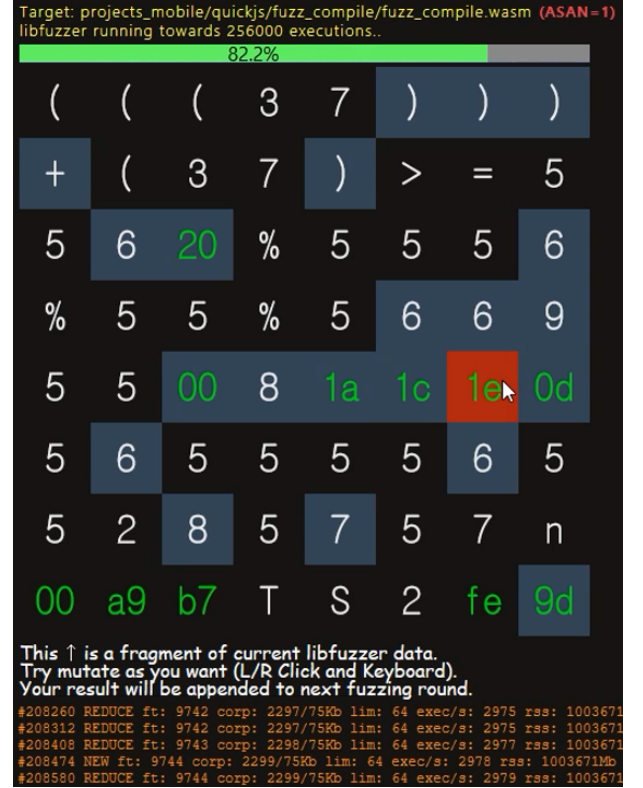 Target: projects_mobile/quickjs/fuzz_compile/fuzz_compile.wasm (ASAN=1)
libfuzzer running towards 256000 executions..
82.2%
( ( ( 3 7 ) ) )
+ ( 3 7 ) > = 5
5 6 20 % 5 5 5 6
% 5 5 % 5 6 6 9
5 5 00 8 1a 1c 1e 0d
5 6 5 5 5 5 6 5
5 2 8 5 7 5 7 n
00 a9 b7 T S 2 fe 9d
This ↑ is a fragment of current libfuzzer data.
Try mutate as you want (L/R Click and Keyboard).
Your result will be appended to next fuzzing round.
#208260 REDUCE ft: 9742 corp: 2297/75Kb lim: 64 exec/s: 2975 rss: 1003671
#208312 REDUCE ft: 9742 corp: 2297/75Kb lim: 64 exec/s: 2975 rss: 1003671
#208408 REDUCE ft: 9743 corp: 2298/75Kb lim: 64 exec/s: 2977 rss: 1003671
#208474 NEW ft: 9744 corp: 2299/75Kb lim: 64 exec/s: 2978 rss: 1003671Mb
#208580 REDUCE ft: 9744 corp: 2299/75Kb lim: 64 exec/s: 2979 rss: 1003671